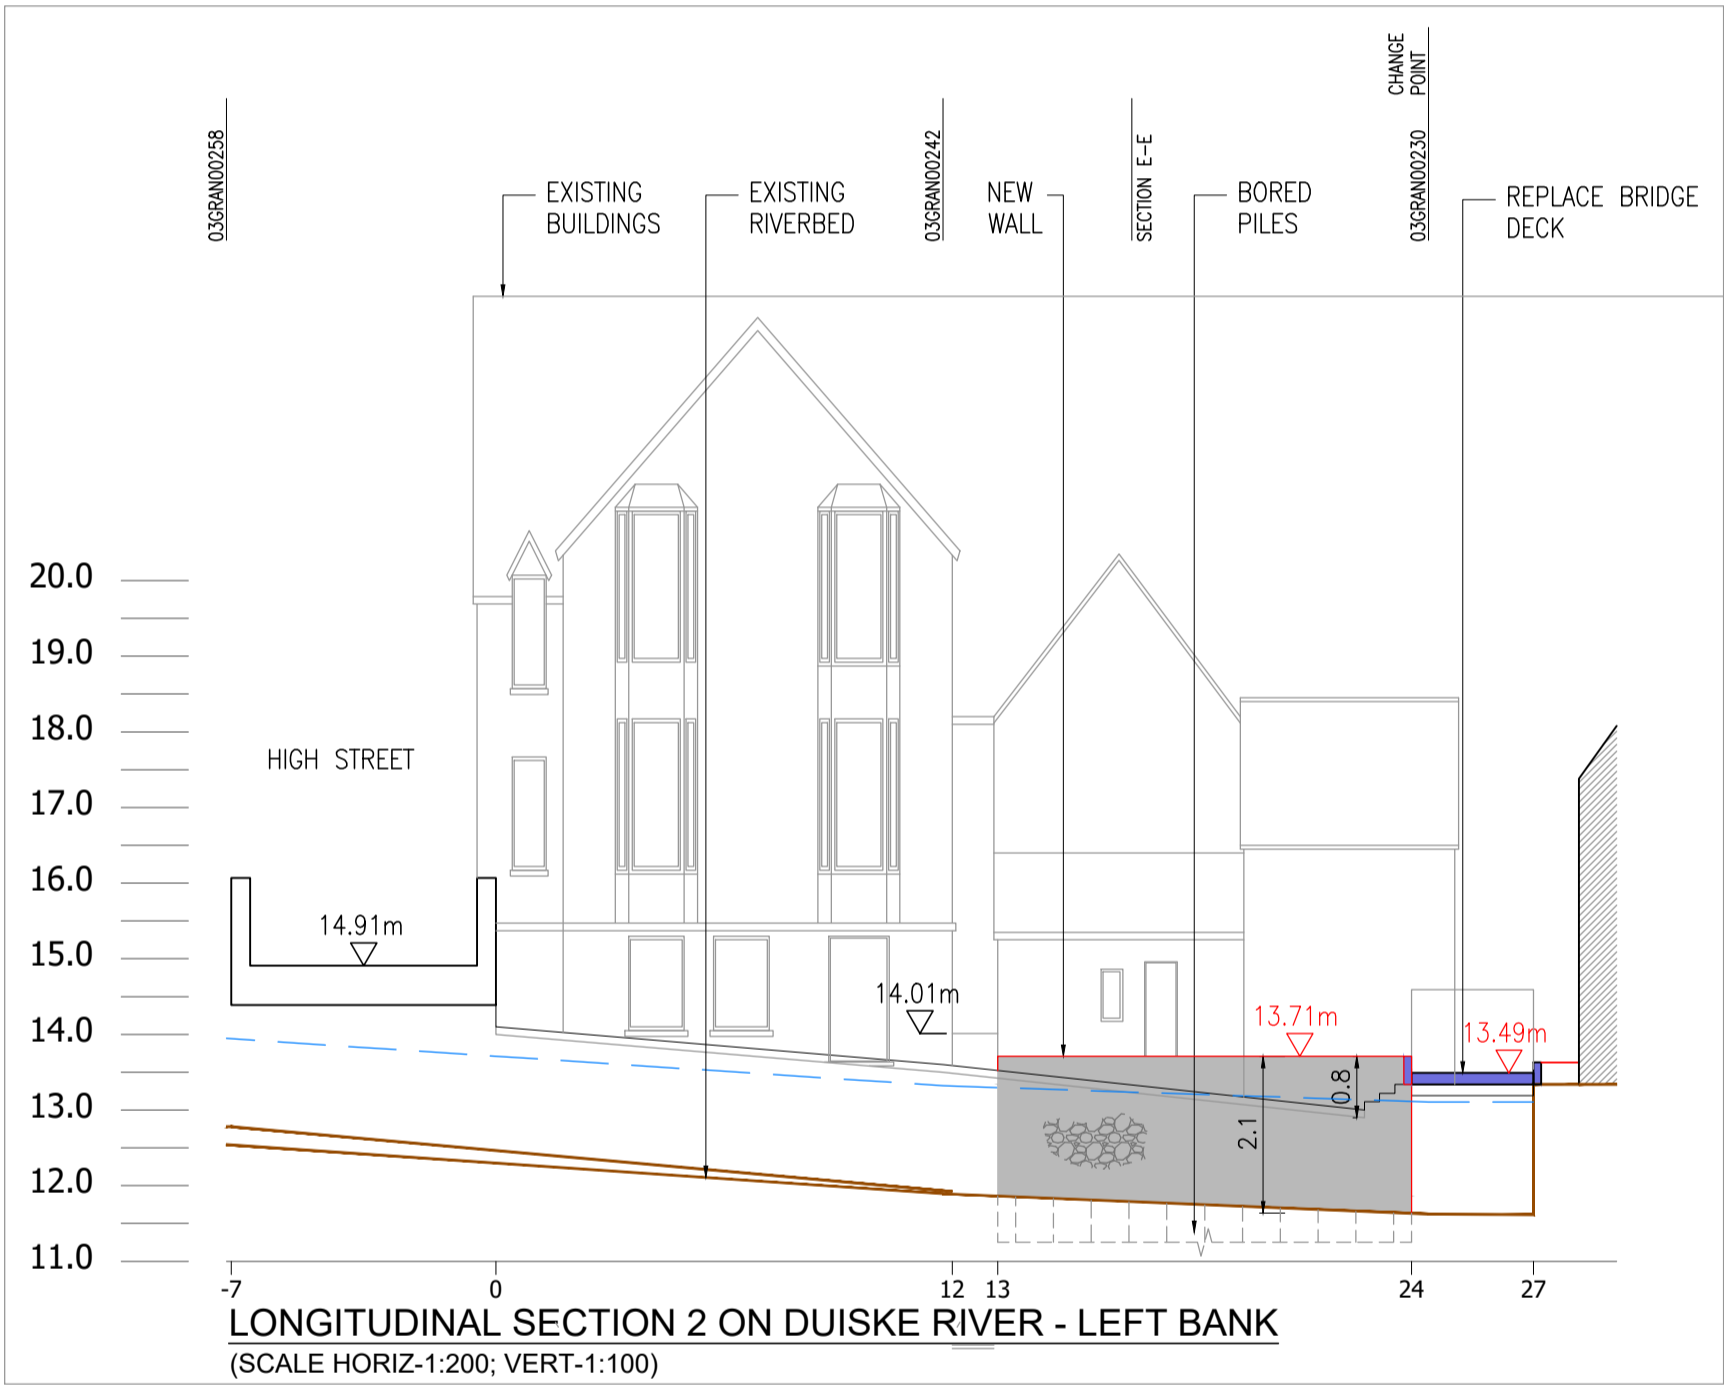 03GRAN00258
03GRAN00242
SECTION E-E
03GRAN00230
CHANGE
POINT
EXISTING
BUILDINGS
EXISTING
RIVERBED
NEW
WALL
BORED
PILES
REPLACE BRIDGE
DECK
20.0
19.0
18.0
17.0
16.0
15.0
14.0
13.0
12.0
11.0
HIGH STREET
14.91m
14.01m
13.71m
13.49m
0.8
2.1
-7
0
12
13
24
27
LONGITUDINAL SECTION 2 ON DUISKE RIVER - LEFT BANK
(SCALE HORIZ-1:200; VERT-1:100)